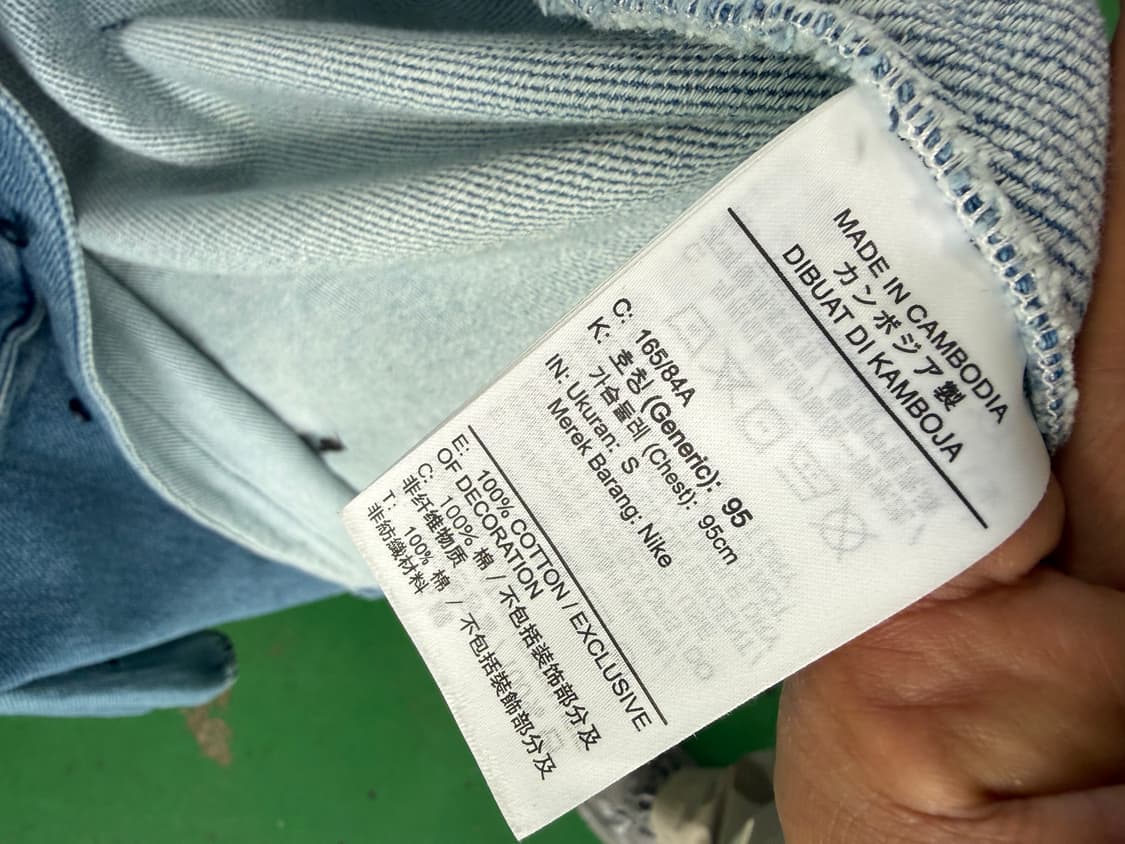 MADE IN CAMBODIA
カンボジア製
DIBUAT DI KAMBOJA
C: 165/84A
K: 호칭 (Generic): 95
가슴둘레 (Chest): 95cm
IN: Ukuran: S
Merek Barang: Nike
E: 100% COTTON / EXCLUSIVE
OF DECORATION
C: 100% 棉 / 不包括装饰部分及
非纤维物质
T: 100% 棉 / 不包括裝飾部分及
非紡織材料